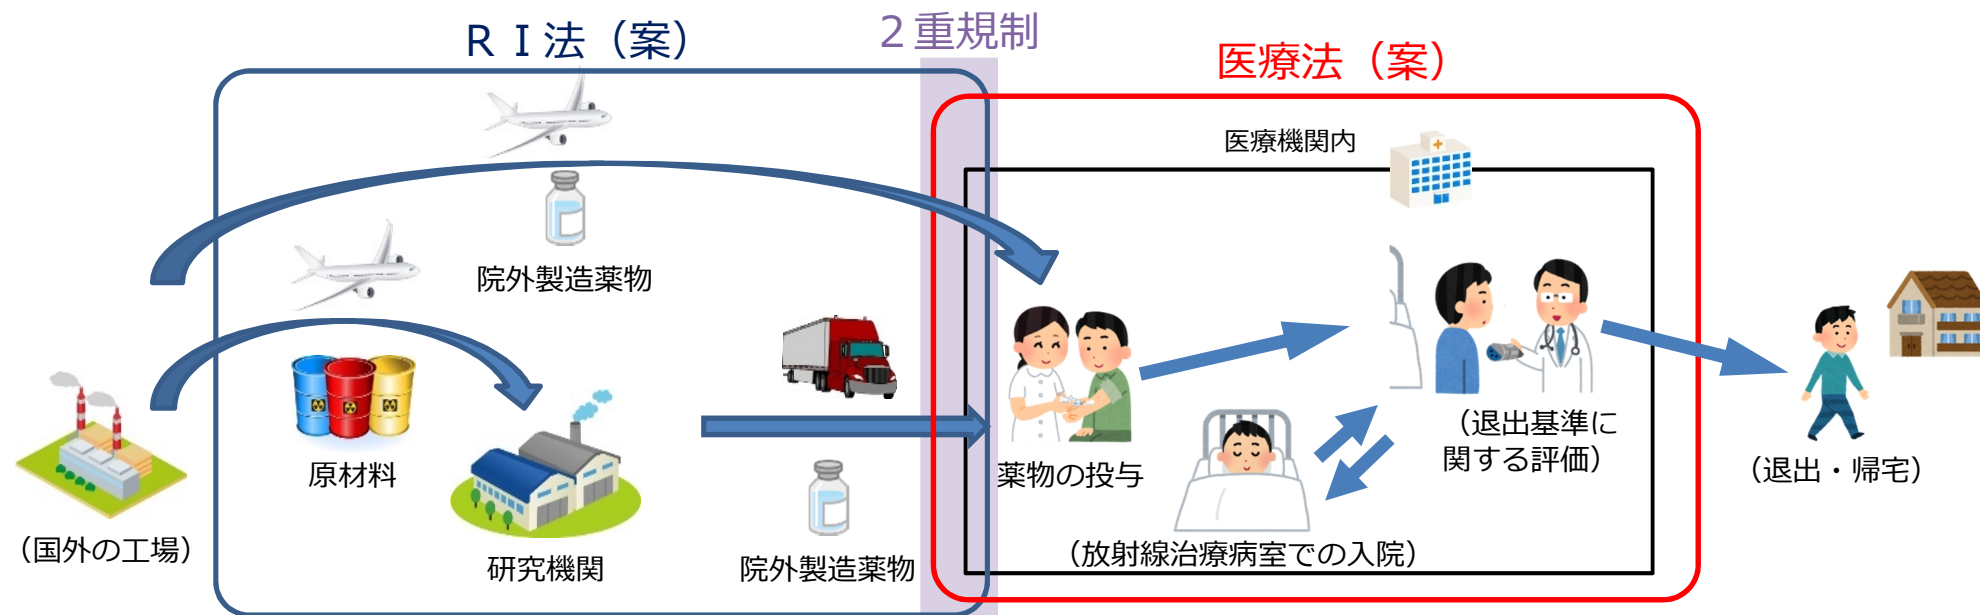 ＲＩ法（案）
２重規制
医療法（案）
医療機関内
院外製造薬物
原材料
（国外の工場）
研究機関
院外製造薬物
薬物の投与
（放射線治療病室での入院）
（退出基準に
関する評価）
（退出・帰宅）